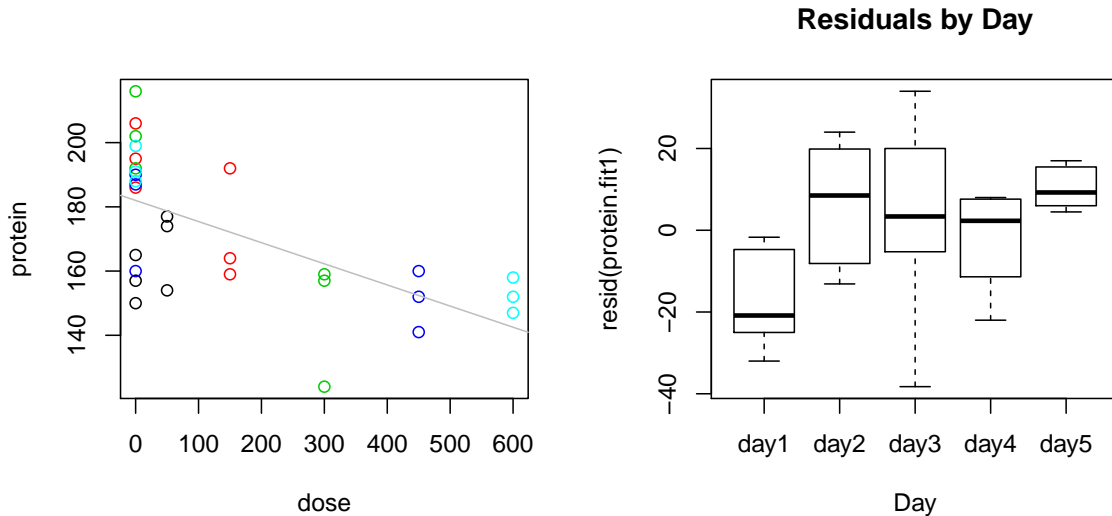 Residuals by Day
protein
140 160 180 200
0 100 200 300 400 500 600
dose
resid(protein.fit1)
−40 −20 0 20
day1 day2 day3 day4 day5
Day